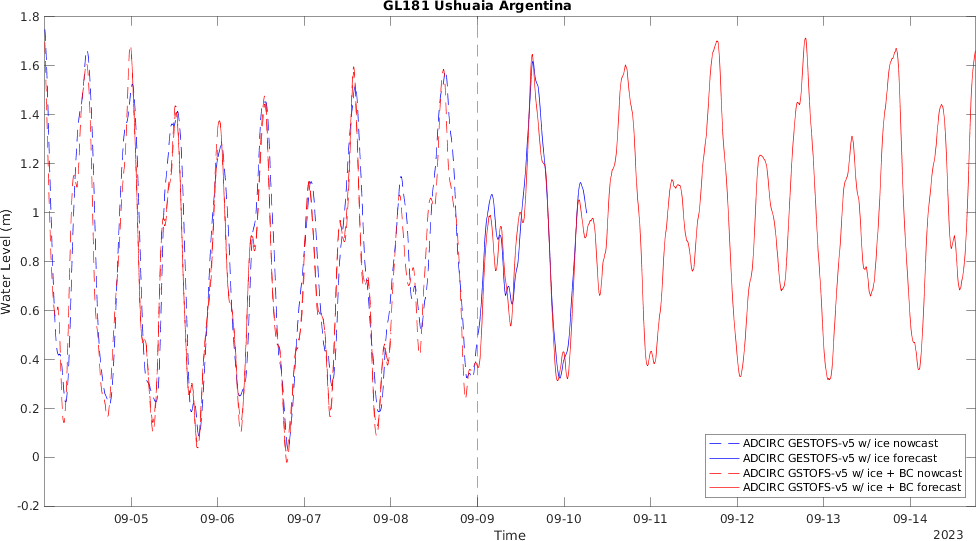 GL181 Ushuaia Argentina
Water Level (m)
1.8
1.6
1.4
1.2
1
0.8
0.6
0.4
0.2
0
-0.2
ADCIRC GESTOFS-v5 w/ ice nowcast
ADCIRC GESTOFS-v5 w/ ice forecast
ADCIRC GSTOFS-v5 w/ ice + BC nowcast
ADCIRC GSTOFS-v5 w/ ice + BC forecast
09-05 09-06 09-07 09-08 09-09 09-10 09-11 09-12 09-13 09-14
Time
2023